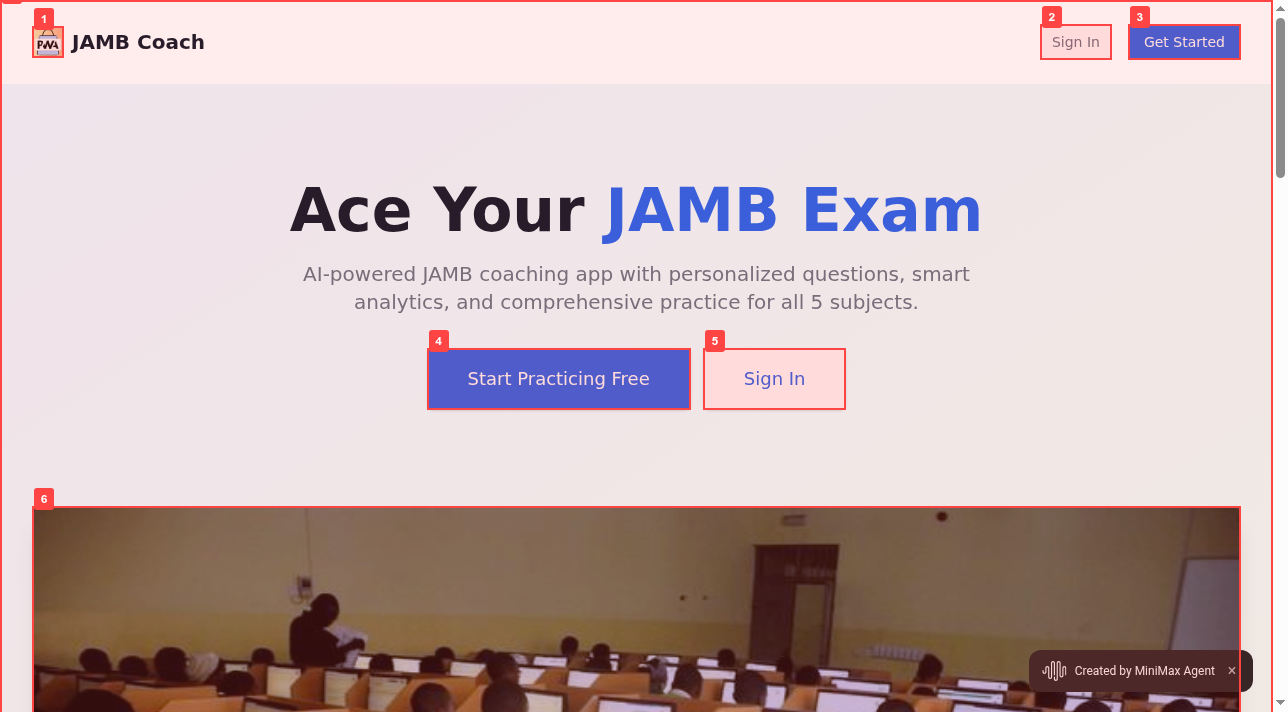 1
PWA
JAMB Coach
2
Sign In
3
Get Started
Ace Your JAMB Exam
AI-powered JAMB coaching app with personalized questions, smart
analytics, and comprehensive practice for all 5 subjects.
4
Start Practicing Free
5
Sign In
6
Created by MiniMax Agent ×